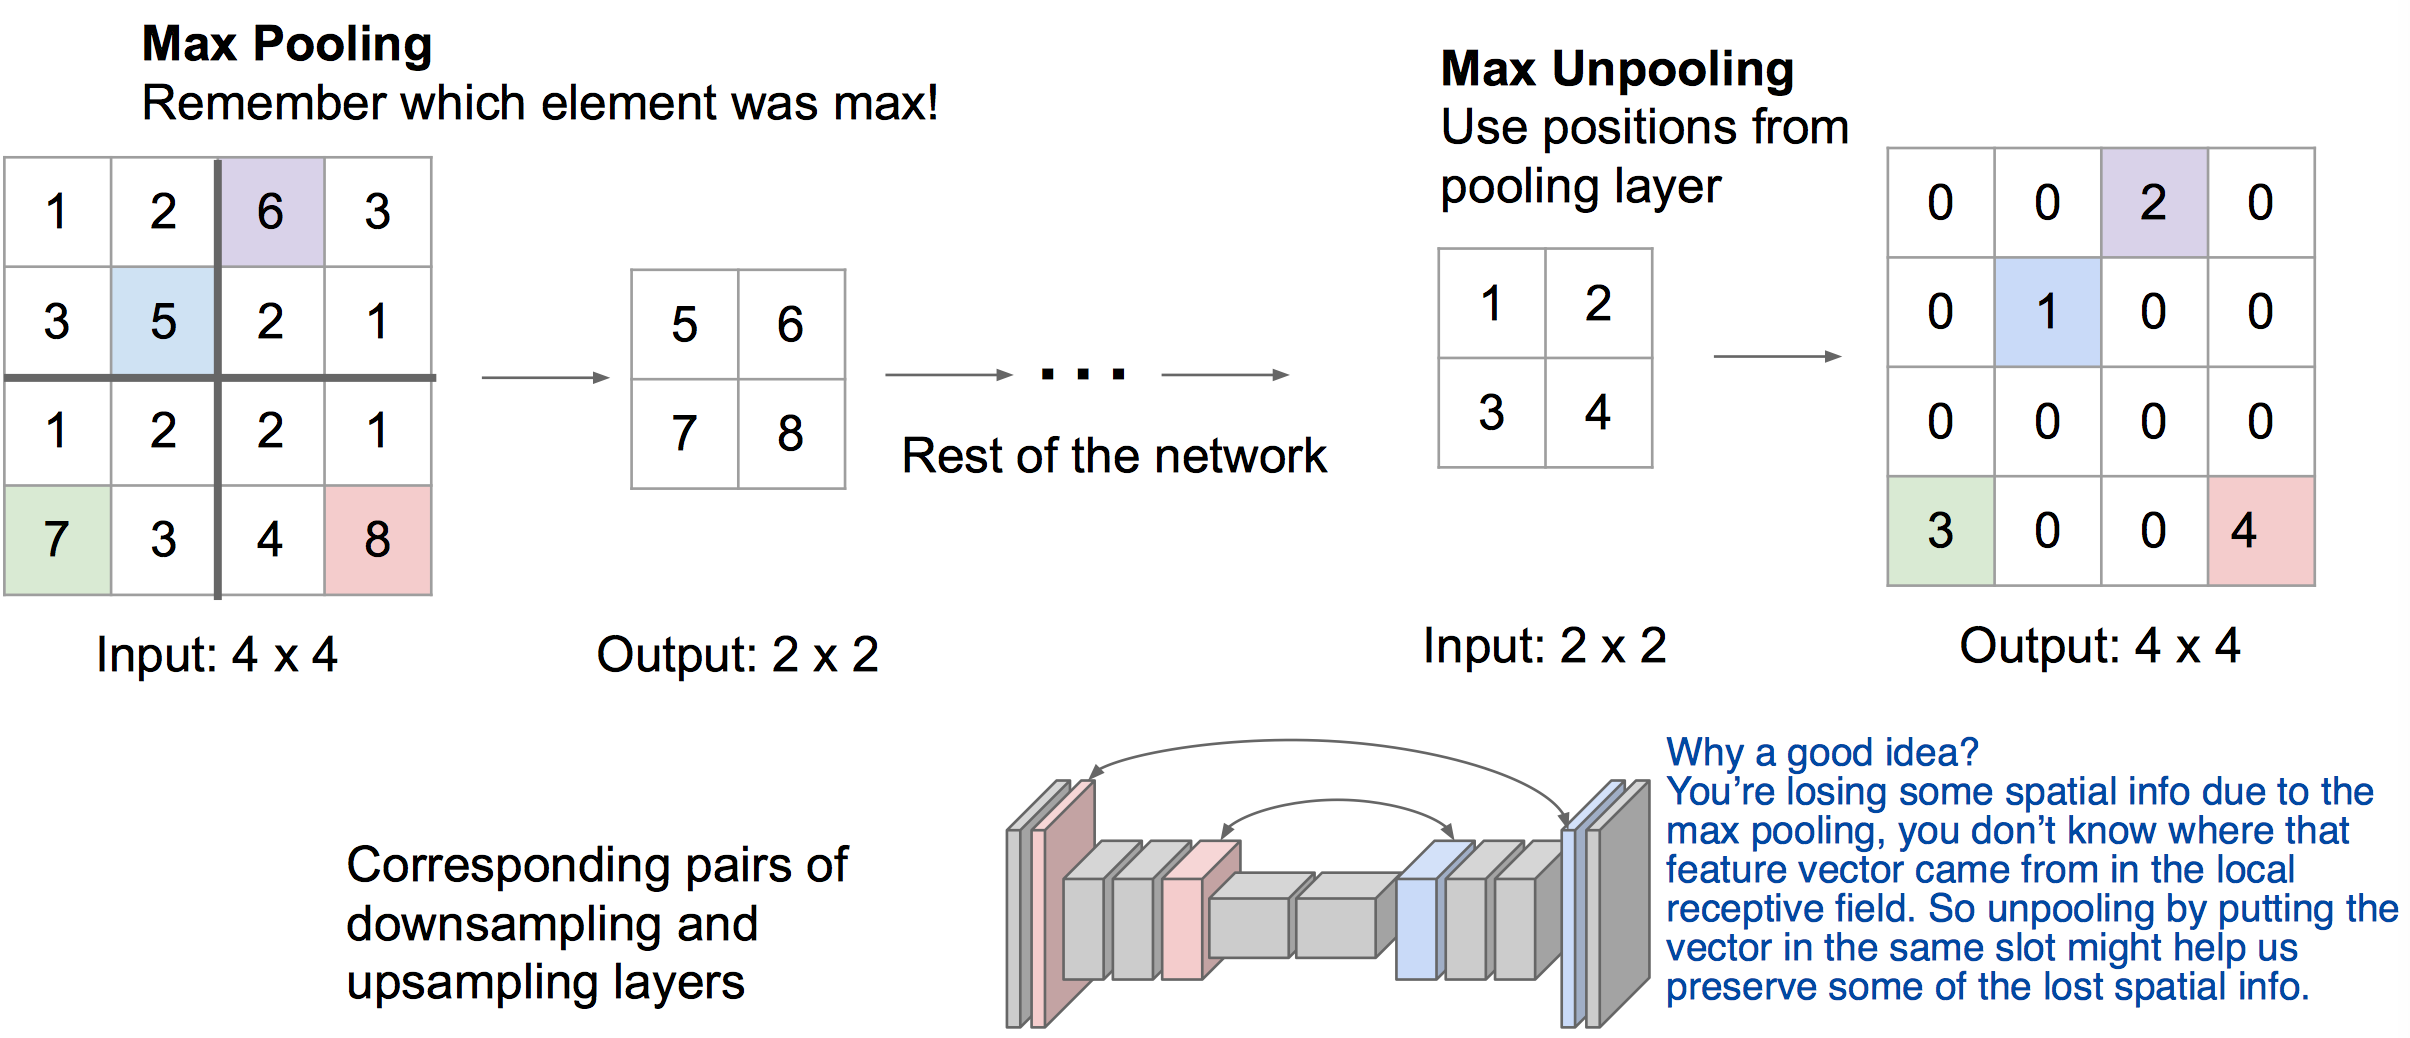 Max Pooling
Remember which element was max!
1 2 6 3
3 5 2 1
1 2 2 1
7 3 4 8
Input: 4 x 4
5 6
7 8
Output: 2 x 2
...
Rest of the network
Max Unpooling
Use positions from
pooling layer
1 2
3 4
Input: 2 x 2
0 0 2 0
0 1 0 0
0 0 0 0
3 0 0 4
Output: 4 x 4
Corresponding pairs of
downsampling and
upsampling layers
Why a good idea?
You’re losing some spatial info due to the
max pooling, you don’t know where that
feature vector came from in the local
receptive field. So unpooling by putting the
vector in the same slot might help us
preserve some of the lost spatial info.